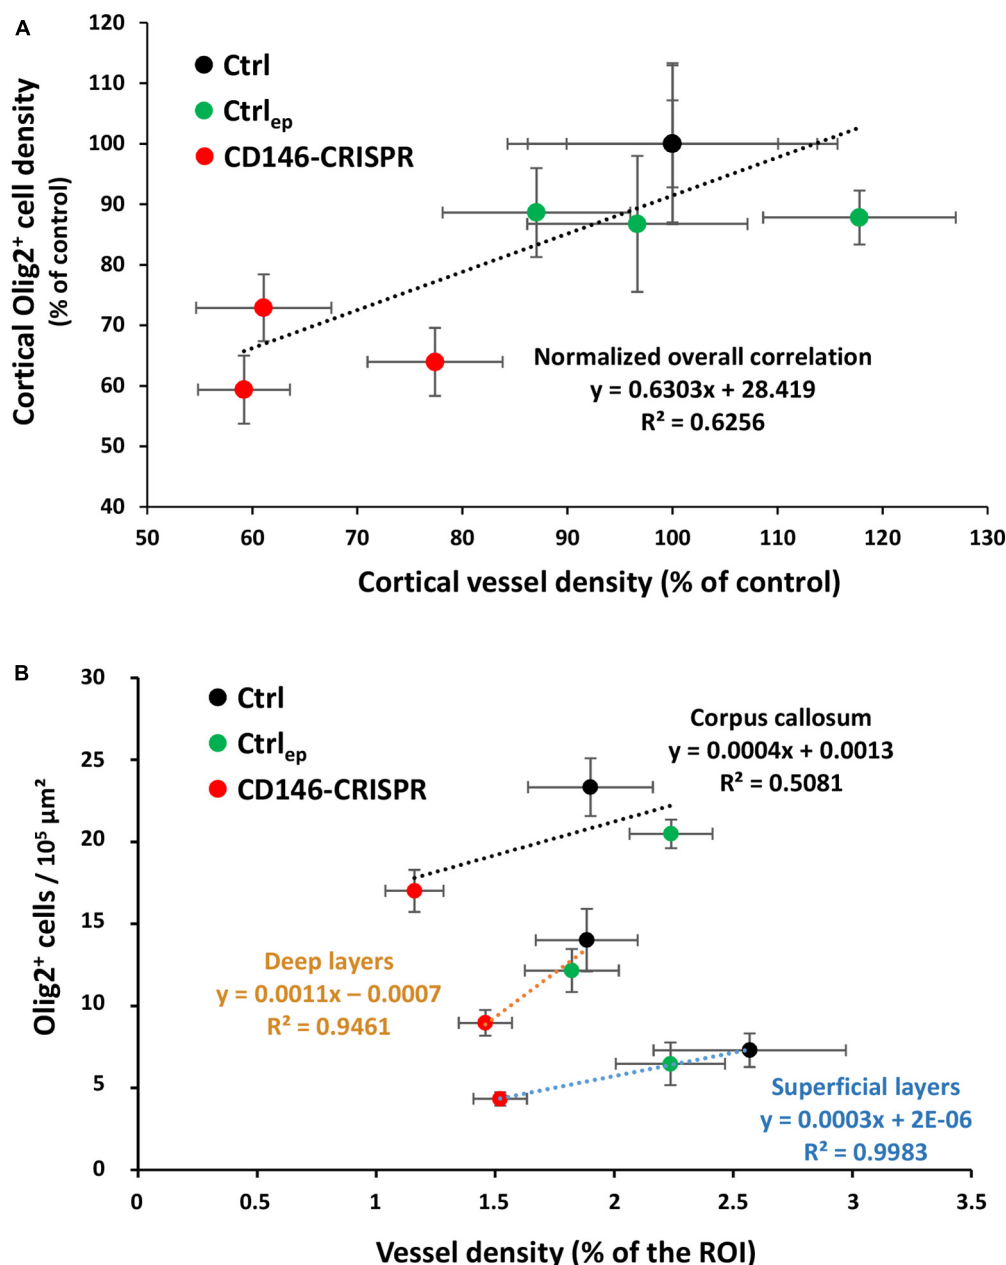 A
120
110
100
90
80
70
60
50
40
Cortical Olig2⁺ cell density
(% of control)
Ctrl
Ctrlₑₚ
CD146-CRISPR
Normalized overall correlation
y = 0.6303x + 28.419
R² = 0.6256
50 60 70 80 90 100 110 120 130
Cortical vessel density (% of control)
B
30
25
20
15
10
5
0
Olig2⁺ cells / 10⁵ µm²
Ctrl
Ctrlₑₚ
CD146-CRISPR
Corpus callosum
y = 0.0004x + 0.0013
R² = 0.5081
Deep layers
y = 0.0011x – 0.0007
R² = 0.9461
Superficial layers
y = 0.0003x + 2E-06
R² = 0.9983
0 0.5 1 1.5 2 2.5 3 3.5
Vessel density (% of the ROI)